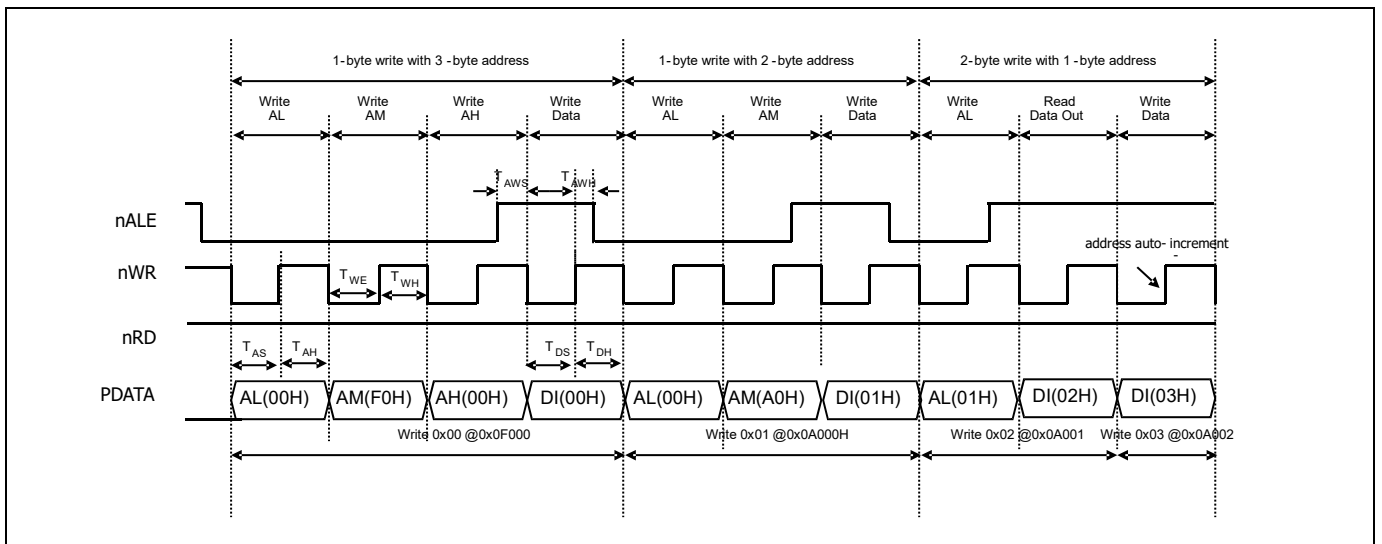 1-byte write with 3 -byte address 1-byte write with 2 -byte address 2-byte write with 1 -byte address
Write Write Write Write Write Write Write Write Read Write
AL AM AH Data AL AM Data AL Data Out Data
T AWS T AWH
nALE
address auto- increment
-
nWR T WE T WH
nRD
T AS T AH T DS T DH
PDATA AL(00H) AM(F0H) AH(00H) DI(00H) AL(00H) AM(A0H) DI(01H) AL(01H) DI(02H) DI(03H)
Write 0x00 @0x0F000 Write 0x01 @0x0A000H Write 0x02 @0x0A001 Write 0x03 @0x0A002